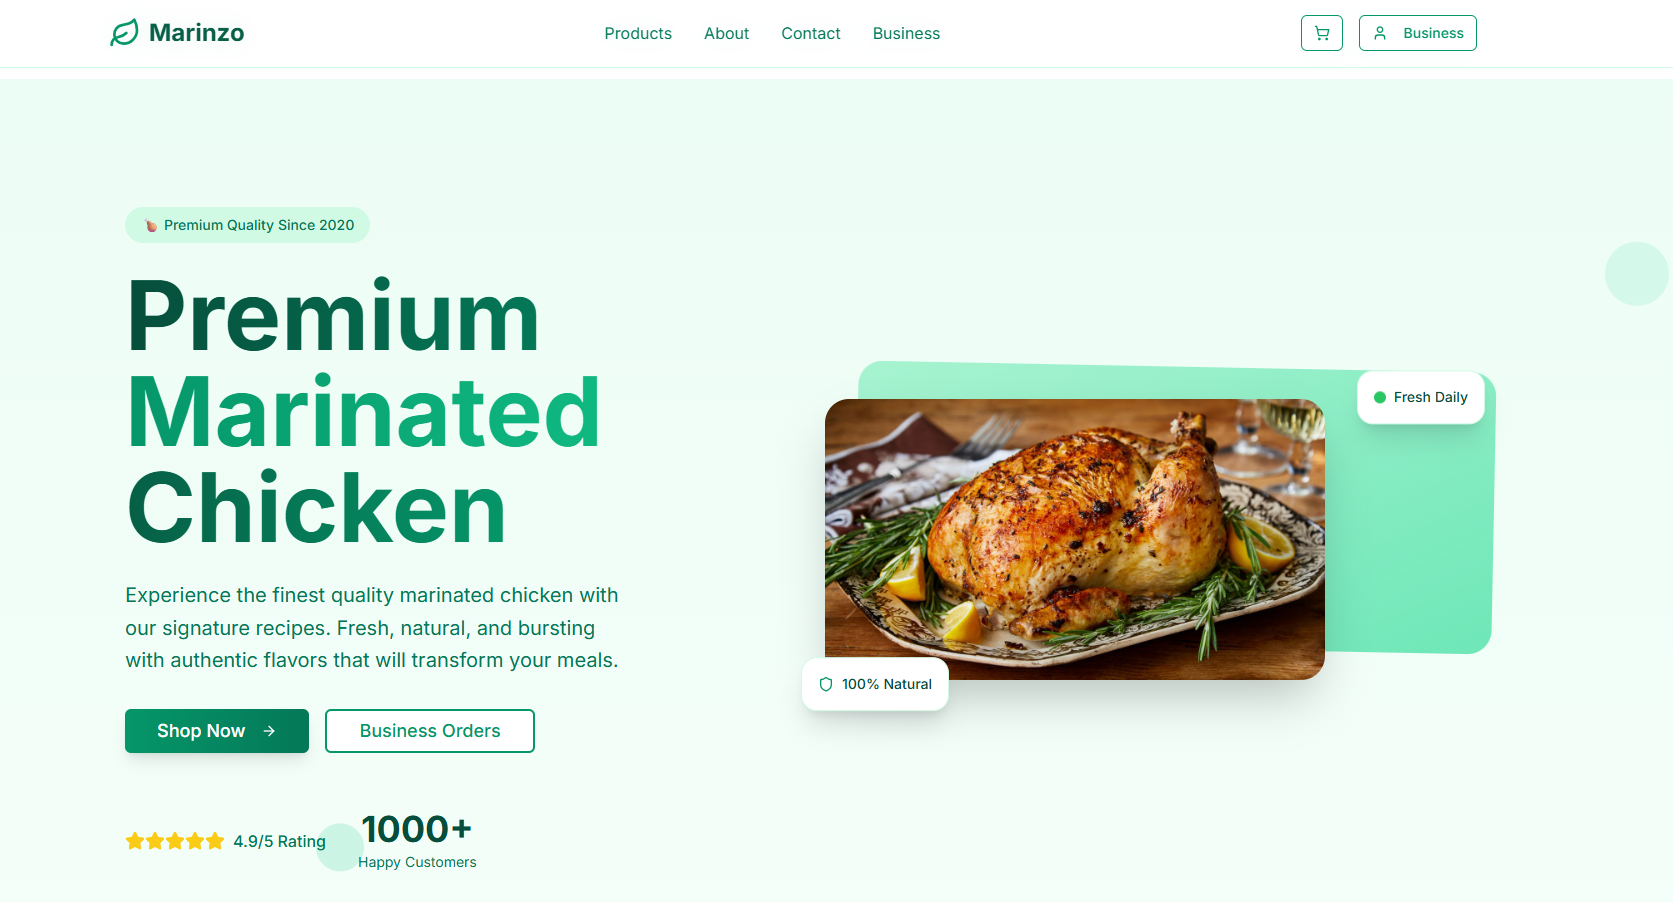 Marinzo
Products About Contact Business
Business
🍗 Premium Quality Since 2020
Premium
Marinated
Chicken
Experience the finest quality marinated chicken with
our signature recipes. Fresh, natural, and bursting
with authentic flavors that will transform your meals.
Shop Now →
Business Orders
4.9/5 Rating
1000+
Happy Customers
Fresh Daily
100% Natural